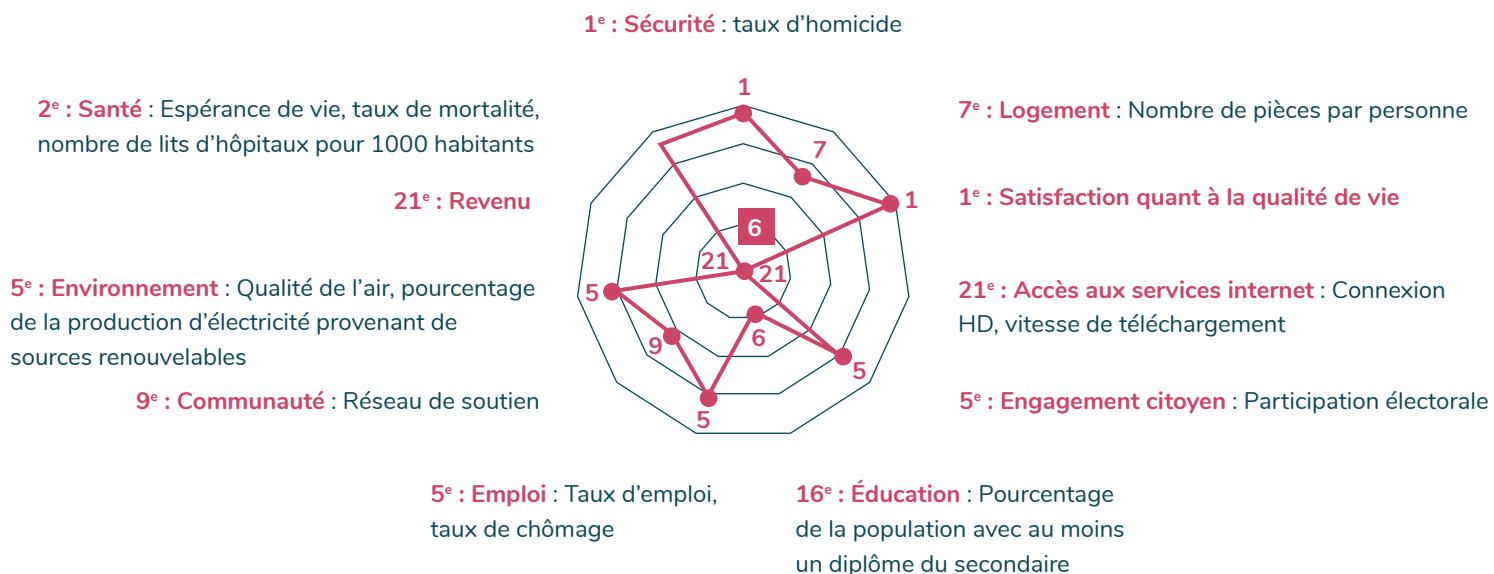 1e : Sécurité : taux d’homicide
2e : Santé : Espérance de vie, taux de mortalité,
nombre de lits d’hôpitaux pour 1000 habitants
21e : Revenu
5e : Environnement : Qualité de l’air, pourcentage
de la production d’électricité provenant de
sources renouvelables
9e : Communauté : Réseau de soutien
5e : Emploi : Taux d’emploi,
taux de chômage
1
7
1
6
21
21
5
9
6
5
5
7e : Logement : Nombre de pièces par personne
1e : Satisfaction quant à la qualité de vie
21e : Accès aux services internet : Connexion
HD, vitesse de téléchargement
5e : Engagement citoyen : Participation électorale
16e : Éducation : Pourcentage
de la population avec au moins
un diplôme du secondaire